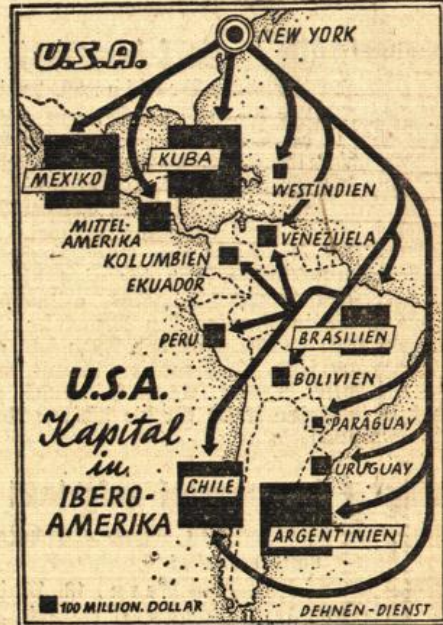 U.S.A.
NEW YORK
MEXIKO
KUBA
WESTINDIEN
MITTEL-
AMERIKA
VENEZUELA
KOLUMBIEN
EKUADOR
PERU
BRASILIEN
BOLIVIEN
U.S.A.
Kapital
in
IBERO-
AMERIKA
PARAGUAY
URUGUAY
CHILE
ARGENTINIEN
100 MILLION. DOLLAR
DEHNEN-DIENST